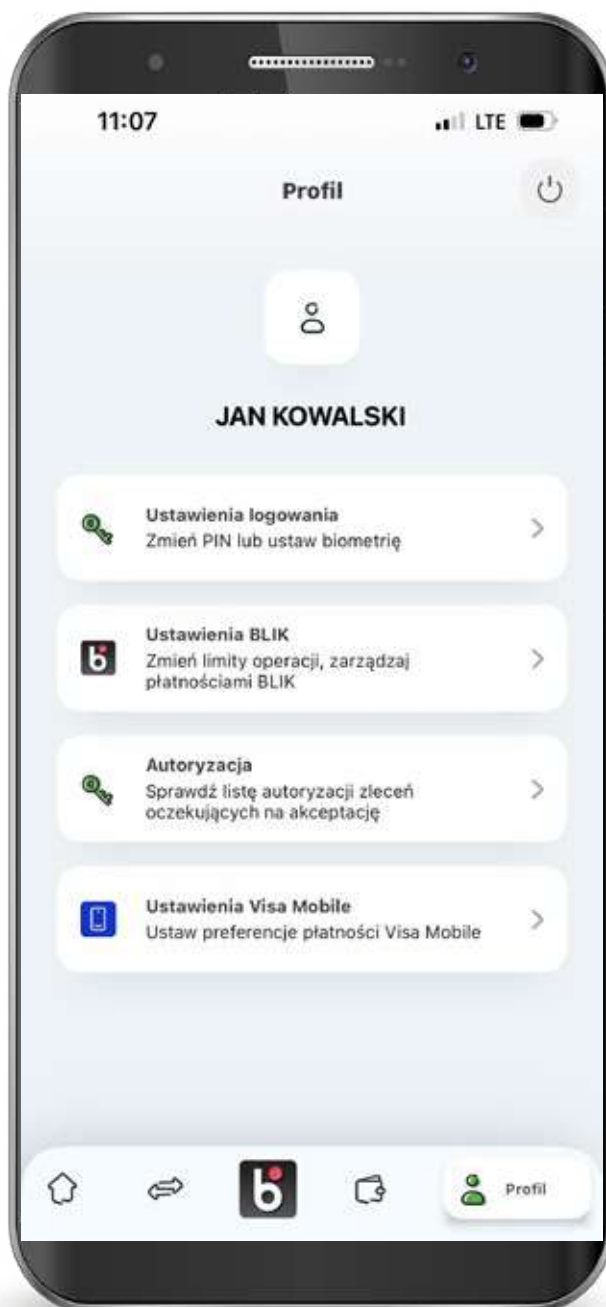 11:07
LTE
Profil
JAN KOWALSKI
Ustawienia logowania
Zmień PIN lub ustaw biometrię
Ustawienia BLIK
Zmień limity operacji, zarządzaj
płatnościami BLIK
Autoryzacja
Sprawdź listę autoryzacji zleceń
oczekujących na akceptację
Ustawienia Visa Mobile
Ustaw preferencje płatności Visa Mobile
Profil